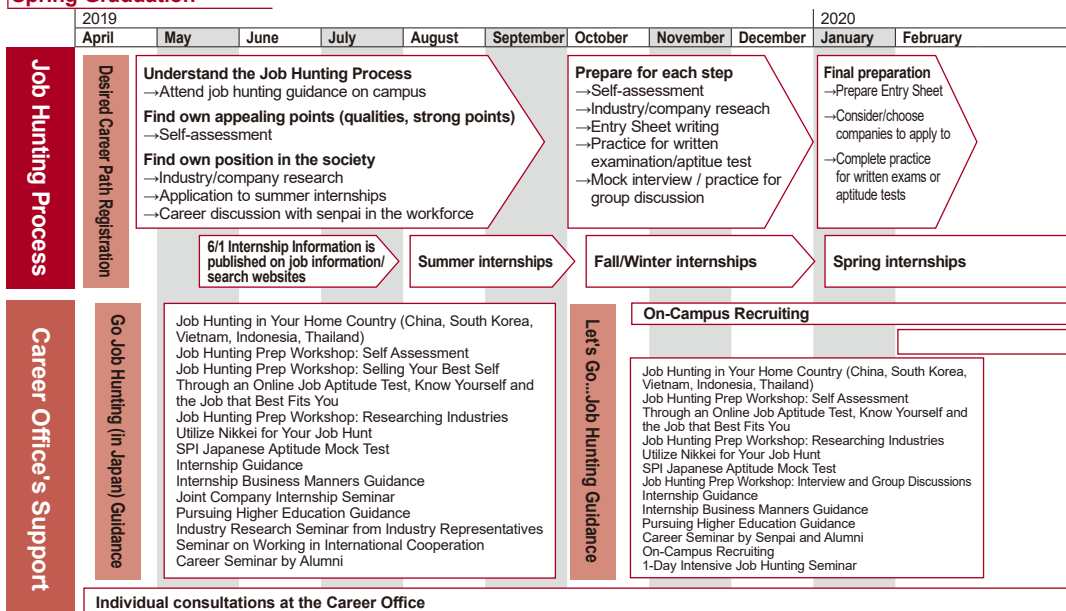 Spring Graduation
2019
2020
April May June July August September October November December January February
Job Hunting Process
Desired Career Path Registration
Understand the Job Hunting Process
→Attend job hunting guidance on campus
Find own appealing points (qualities, strong points)
→Self-assessment
Find own position in the society
→Industry/company research
→Application to summer internships
→Career discussion with senpai in the workforce
Prepare for each step
→Self-assessment
→Industry/company reseach
→Entry Sheet writing
→Practice for written
examination/aptitue test
→Mock interview / practice for
group discussion
Final preparation
→Prepare Entry Sheet
→Consider/choose
companies to apply to
→Complete practice
for written exams or
aptitude tests
6/1 Internship Information is
published on job information/
search websites
Summer internships
Fall/Winter internships
Spring internships
Career Office's Support
Go Job Hunting (in Japan) Guidance
Job Hunting in Your Home Country (China, South Korea,
Vietnam, Indonesia, Thailand)
Job Hunting Prep Workshop: Self Assessment
Job Hunting Prep Workshop: Selling Your Best Self
Through an Online Job Aptitude Test, Know Yourself and
the Job that Best Fits You
Job Hunting Prep Workshop: Researching Industries
Utilize Nikkei for Your Job Hunt
SPI Japanese Aptitude Mock Test
Internship Guidance
Internship Business Manners Guidance
Joint Company Internship Seminar
Pursuing Higher Education Guidance
Industry Research Seminar from Industry Representatives
Seminar on Working in International Cooperation
Career Seminar by Alumni
Let's Go...Job Hunting Guidance
On-Campus Recruiting
Job Hunting in Your Home Country (China, South Korea,
Vietnam, Indonesia, Thailand)
Job Hunting Prep Workshop: Self Assessment
Through an Online Job Aptitude Test, Know Yourself and
the Job that Best Fits You
Job Hunting Prep Workshop: Researching Industries
Utilize Nikkei for Your Job Hunt
SPI Japanese Aptitude Mock Test
Job Hunting Prep Workshop: Interview and Group Discussions
Internship Guidance
Internship Business Manners Guidance
Pursuing Higher Education Guidance
Career Seminar by Senpai and Alumni
On-Campus Recruiting
1-Day Intensive Job Hunting Seminar
Individual consultations at the Career Office